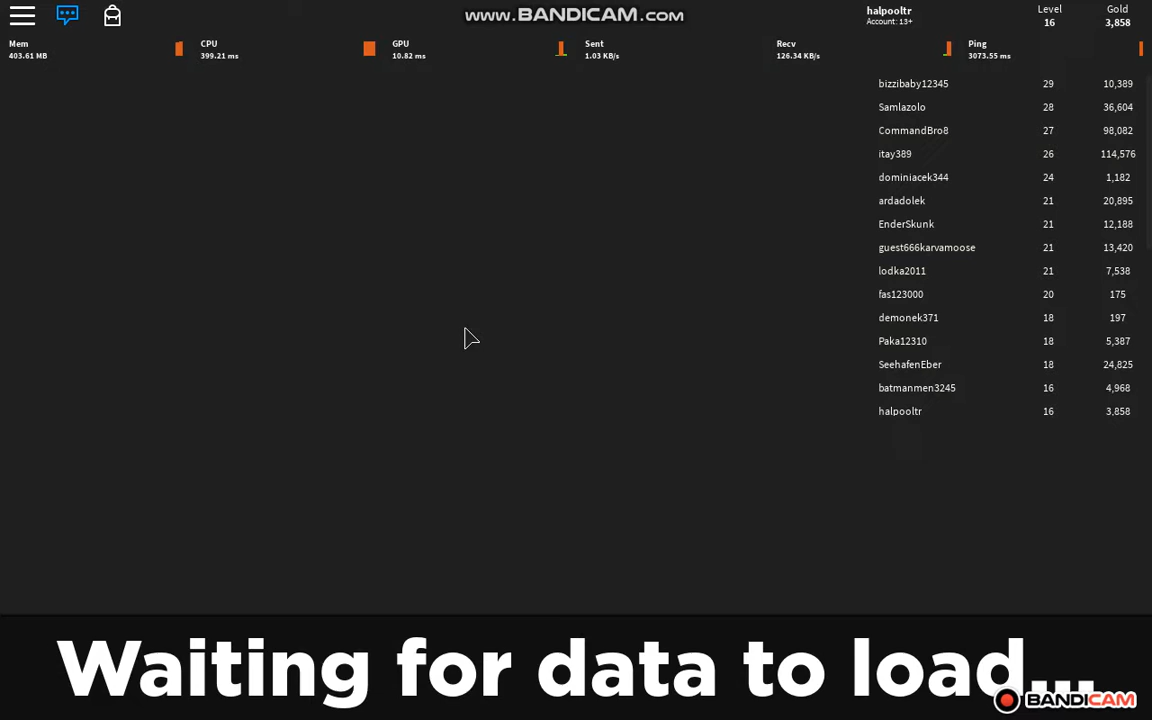 www.BANDICAM.com
halpooltr
Account: 13+
Level
16
Gold
3,858
Mem
403.61 MB
CPU
399.21 ms
GPU
10.82 ms
Sent
1.03 KB/s
Recv
126.34 KB/s
Ping
3073.55 ms
bizzibaby12345 29 10,389
Samlazolo 28 36,604
CommandBro8 27 98,082
itay389 26 114,576
dominiacek344 24 1,182
ardadolek 21 20,895
EnderSkunk 21 12,188
guest666karvamoose 21 13,420
lodka2011 21 7,538
fas123000 20 175
demonek371 18 197
Paka12310 18 5,387
SeehafenEber 18 24,825
batmanmen3245 16 4,968
halpooltr 16 3,858
Waiting for data to load...
BANDICAM